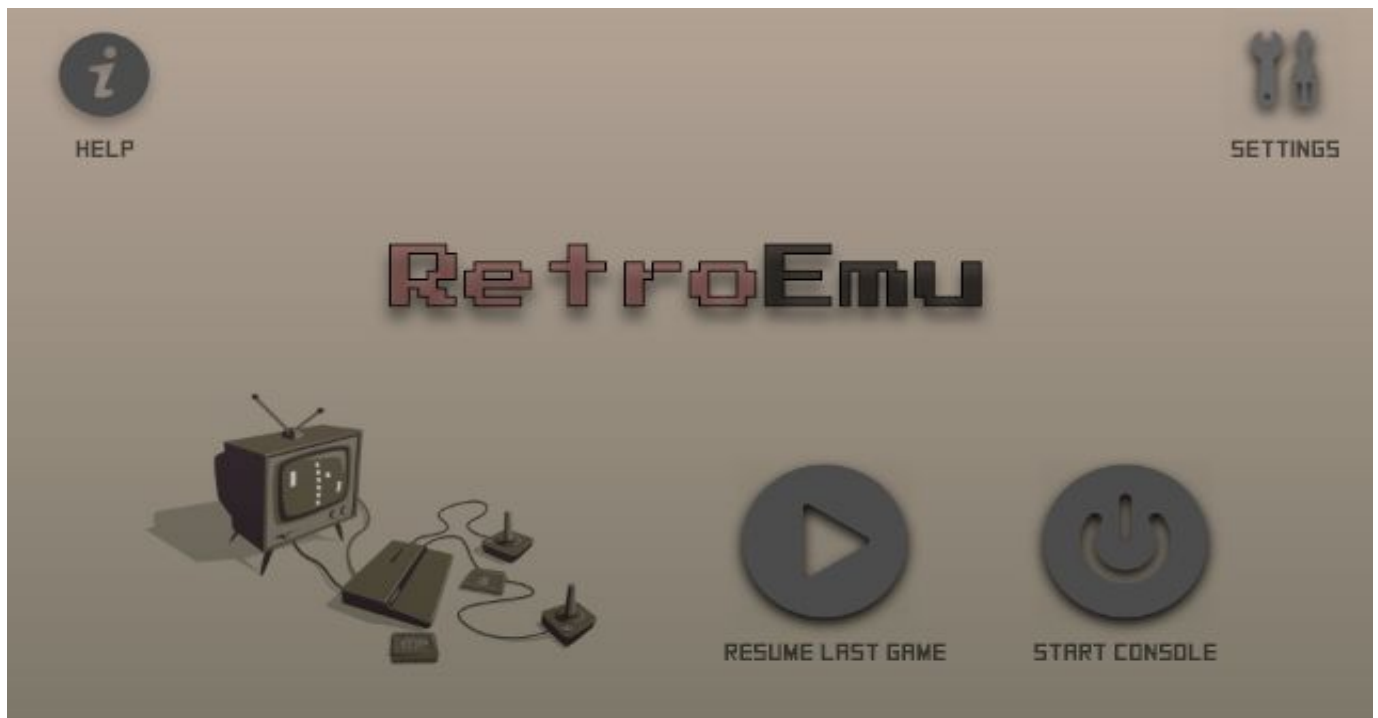 HELP
SETTINGS
RetroEmu
RESUME LAST GAME
START CONSOLE